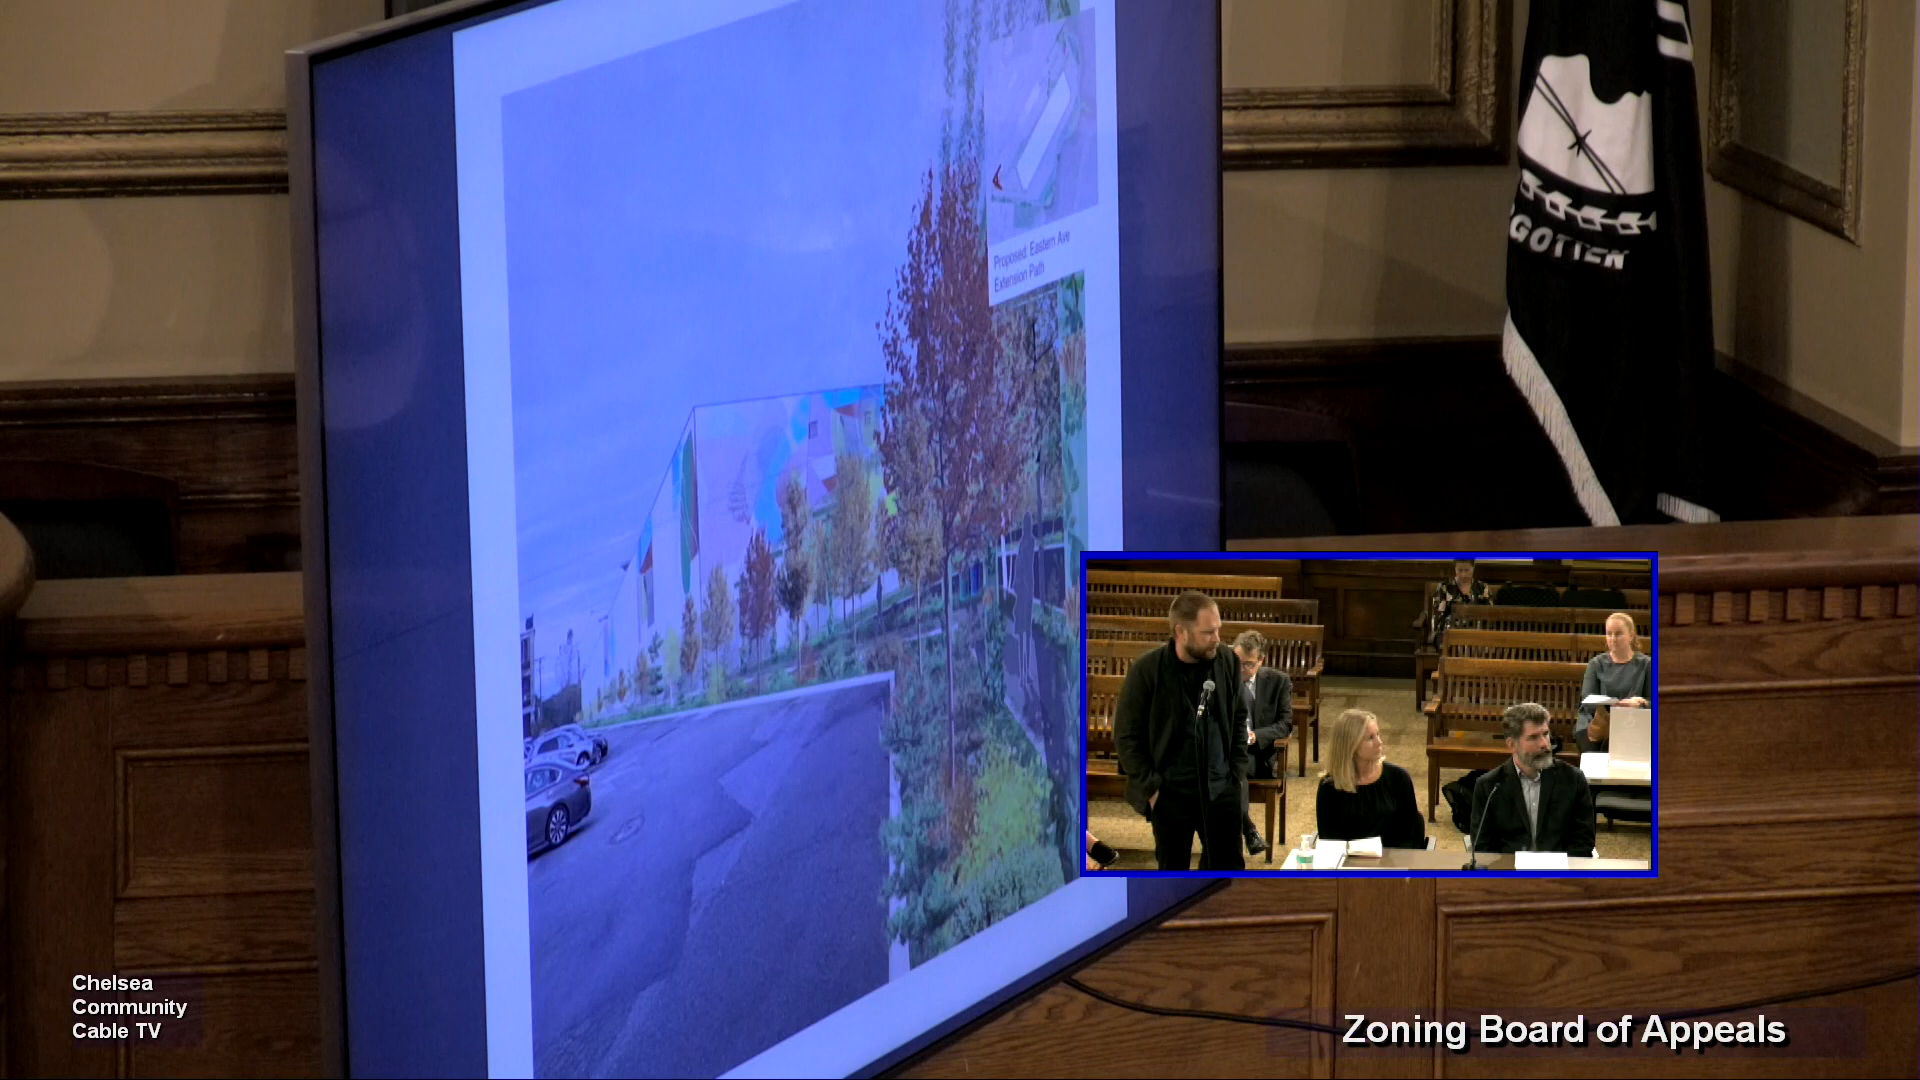 Proposed: Eastern Ave
Extension Path
GOTTEN
Chelsea
Community
Cable TV
Zoning Board of Appeals